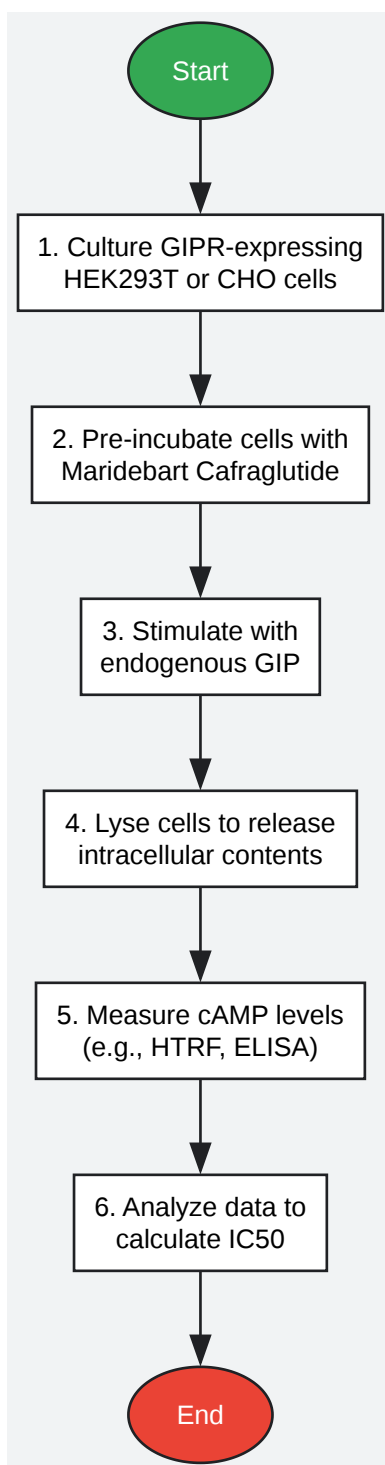 Start
1. Culture GIPR-expressing
HEK293T or CHO cells
2. Pre-incubate cells with
Maridebart Cafraglutide
3. Stimulate with
endogenous GIP
4. Lyse cells to release
intracellular contents
5. Measure cAMP levels
(e.g., HTRF, ELISA)
6. Analyze data to
calculate IC50
End